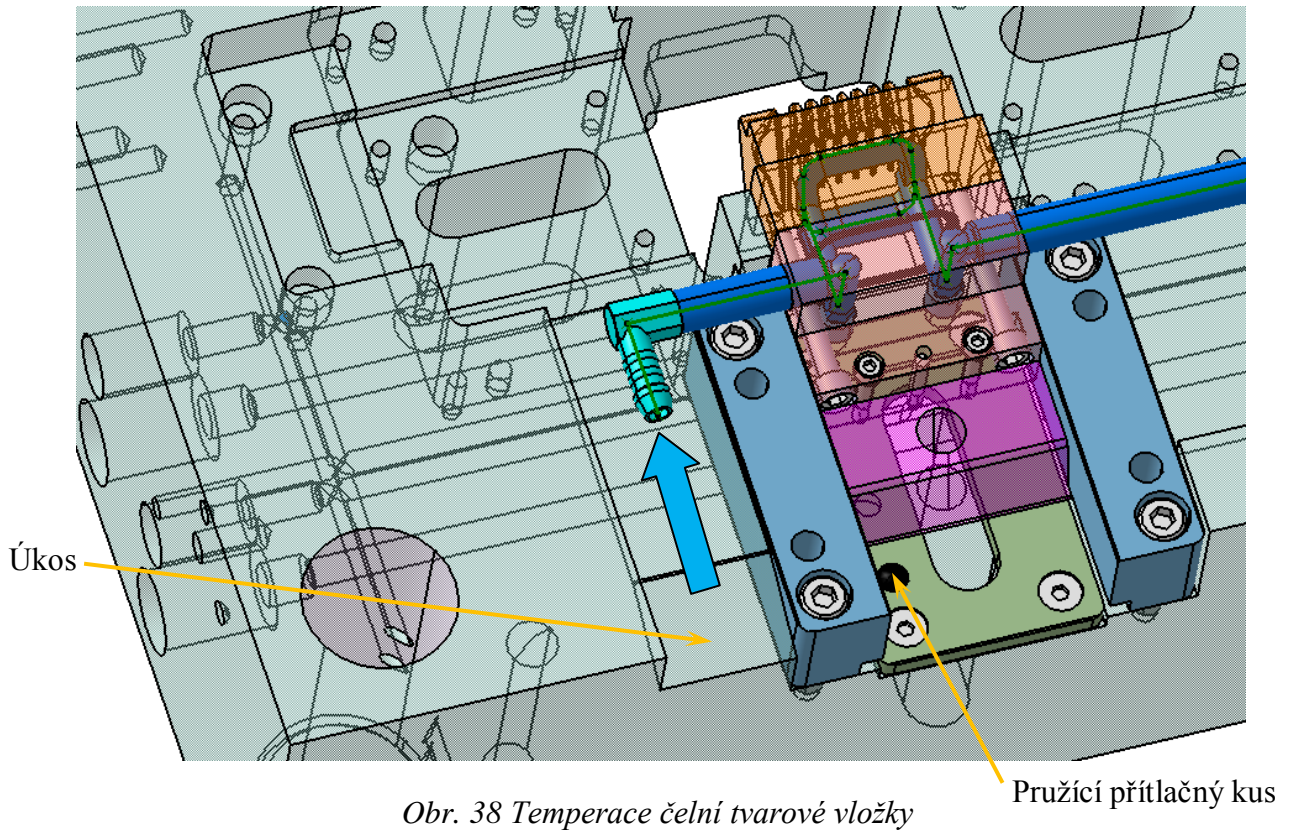 Úkos
Pružící přítlačný kus
Obr. 38 Temperace čelní tvarové vložky